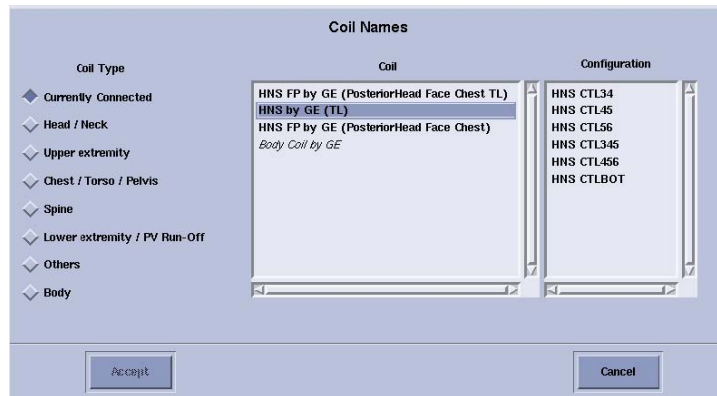 Coil Names
Coil Type
Currently Connected
Head / Neck
Upper extremity
Chest / Torso / Pelvis
Spine
Lower extremity / PV Run-Off
Others
Body
Coil
HNS FP by GE (PosteriorHead Face Chest TL)
HNS by GE (TL)
HNS FP by GE (PosteriorHead Face Chest)
Body Coil by GE
Configuration
HNS CTL34
HNS CTL45
HNS CTL56
HNS CTL345
HNS CTL456
HNS CTLBOT
Accept
Cancel